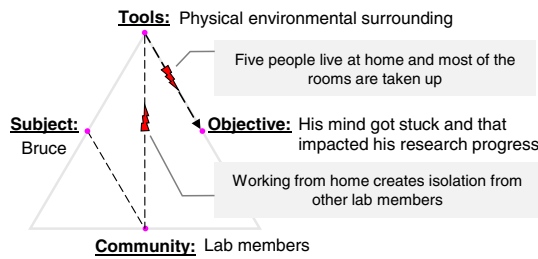 Tools: Physical environmental surrounding
Five people live at home and most of the
rooms are taken up
Subject:
Bruce
Objective: His mind got stuck and that
impacted his research progress
Working from home creates isolation from
other lab members
Community: Lab members